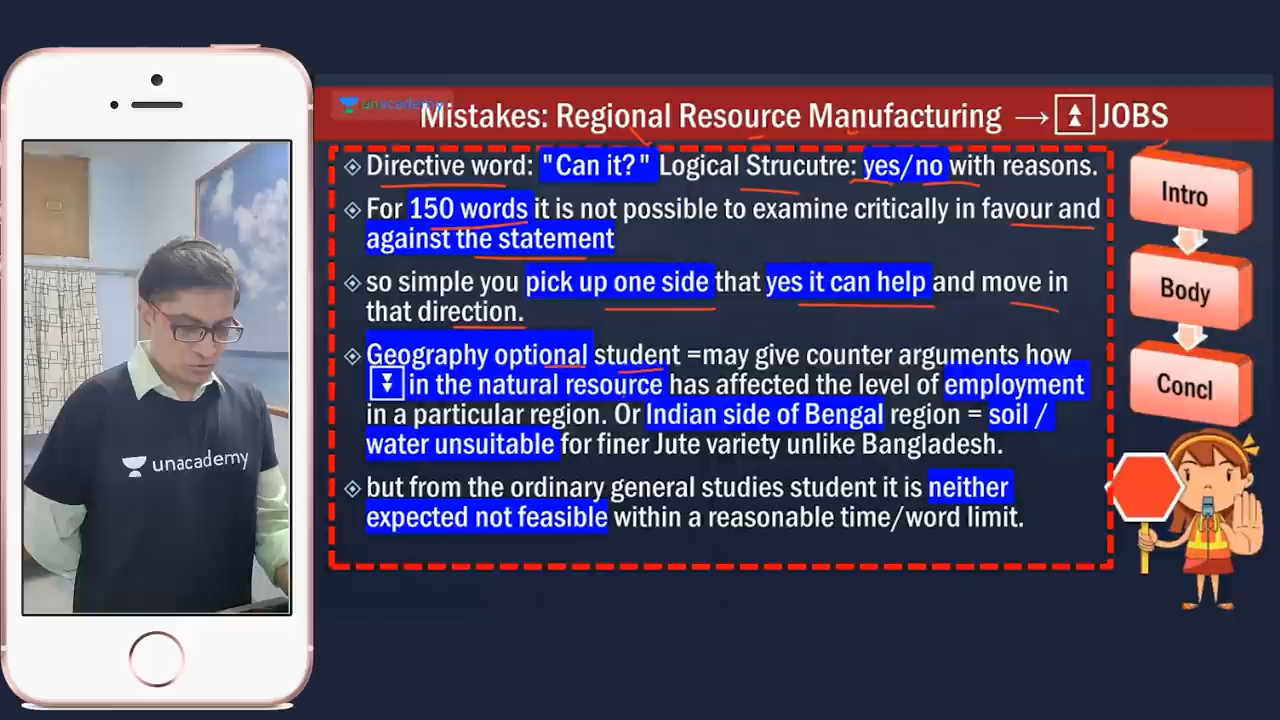 unacademy
Mistakes: Regional Resource Manufacturing → JOBS
Directive word: "Can it?" Logical Strucutre: yes/no with reasons.
For 150 words it is not possible to examine critically in favour and
against the statement
so simple you pick up one side that yes it can help and move in
that direction.
Geography optional student =may give counter arguments how
in the natural resource has affected the level of employment
in a particular region. Or Indian side of Bengal region = soil /
water unsuitable for finer Jute variety unlike Bangladesh.
but from the ordinary general studies student it is neither
expected not feasible within a reasonable time/word limit.
Intro
Body
Concl
unacademy